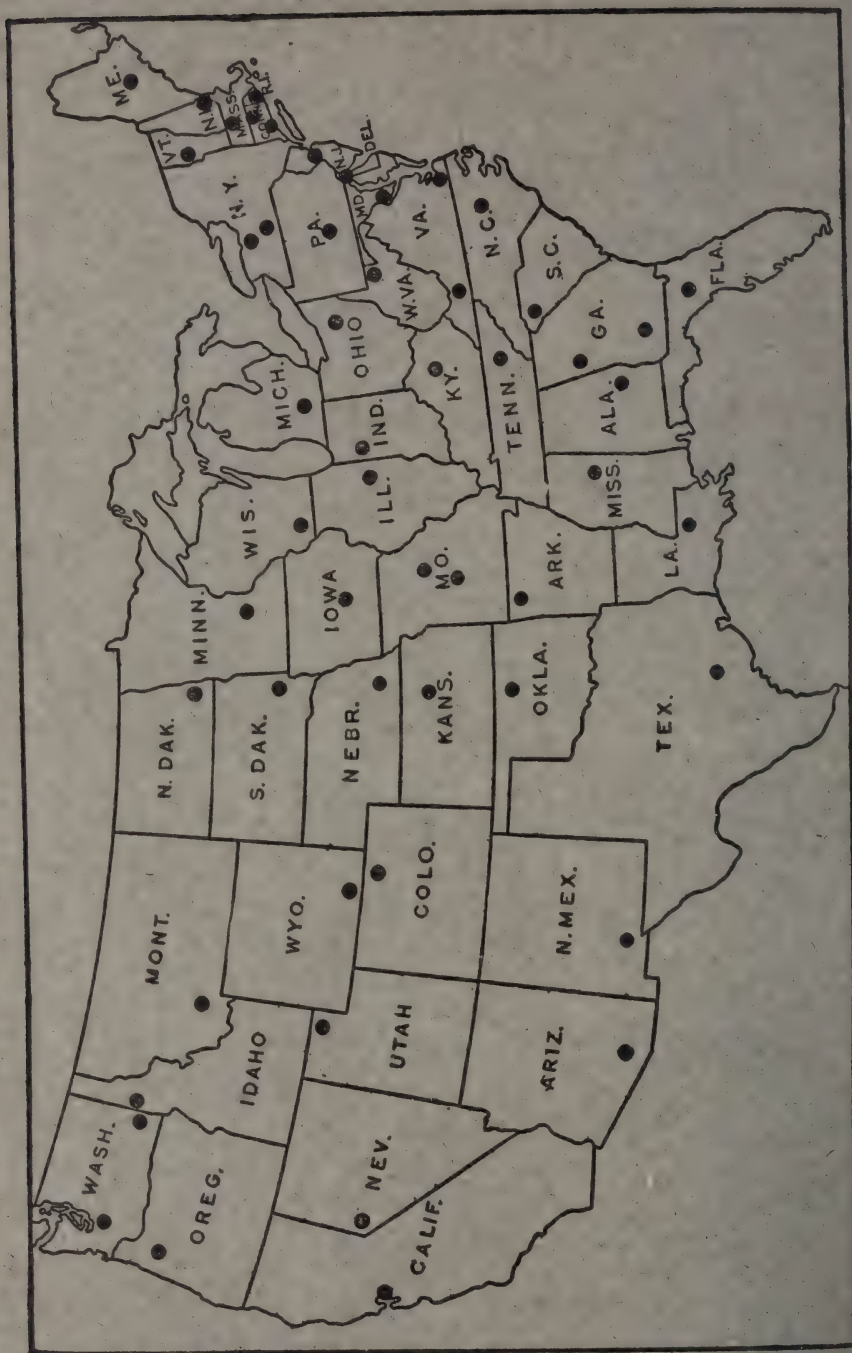 WASH.
OREG.
CALIF.
NEV.
IDAHO
MONT.
WYO.
UTAH
ARIZ.
COLO.
N.MEX.
N. DAK.
S. DAK.
NEBR.
KANS.
OKLA.
TEX.
MINN.
IOWA
MO.
ARK.
LA.
WIS.
ILL.
MICH.
IND.
OHIO
KY.
TENN.
MISS.
ALA.
GA.
FLA.
S.C.
N.C.
VA.
W.VA.
MD.
DEL.
PA.
N.J.
N.Y.
VT.
N.H.
MASS.
CONN.
R.I.
ME.